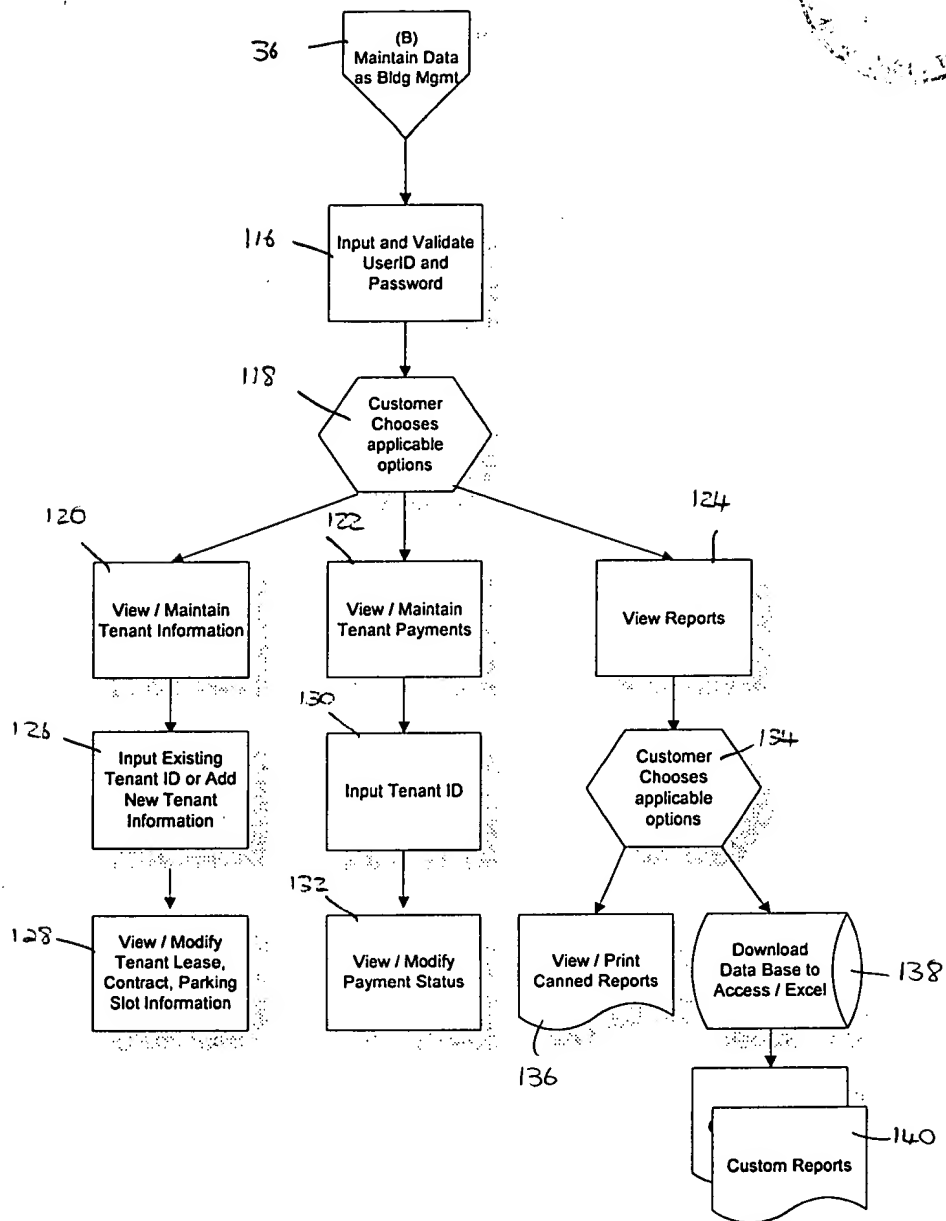 36
(B)
Maintain Data
as Bldg Mgmt
116
Input and Validate
UserID and
Password
118
Customer
Chooses
applicable
options
120
View / Maintain
Tenant Information
122
View / Maintain
Tenant Payments
124
View Reports
126
Input Existing
Tenant ID or Add
New Tenant
Information
130
Input Tenant ID
134
Customer
Chooses
applicable
options
128
View / Modify
Tenant Lease,
Contract, Parking
Slot Information
132
View / Modify
Payment Status
View / Print
Canned Reports
136
Download
Data Base to
Access / Excel
138
Custom Reports
140